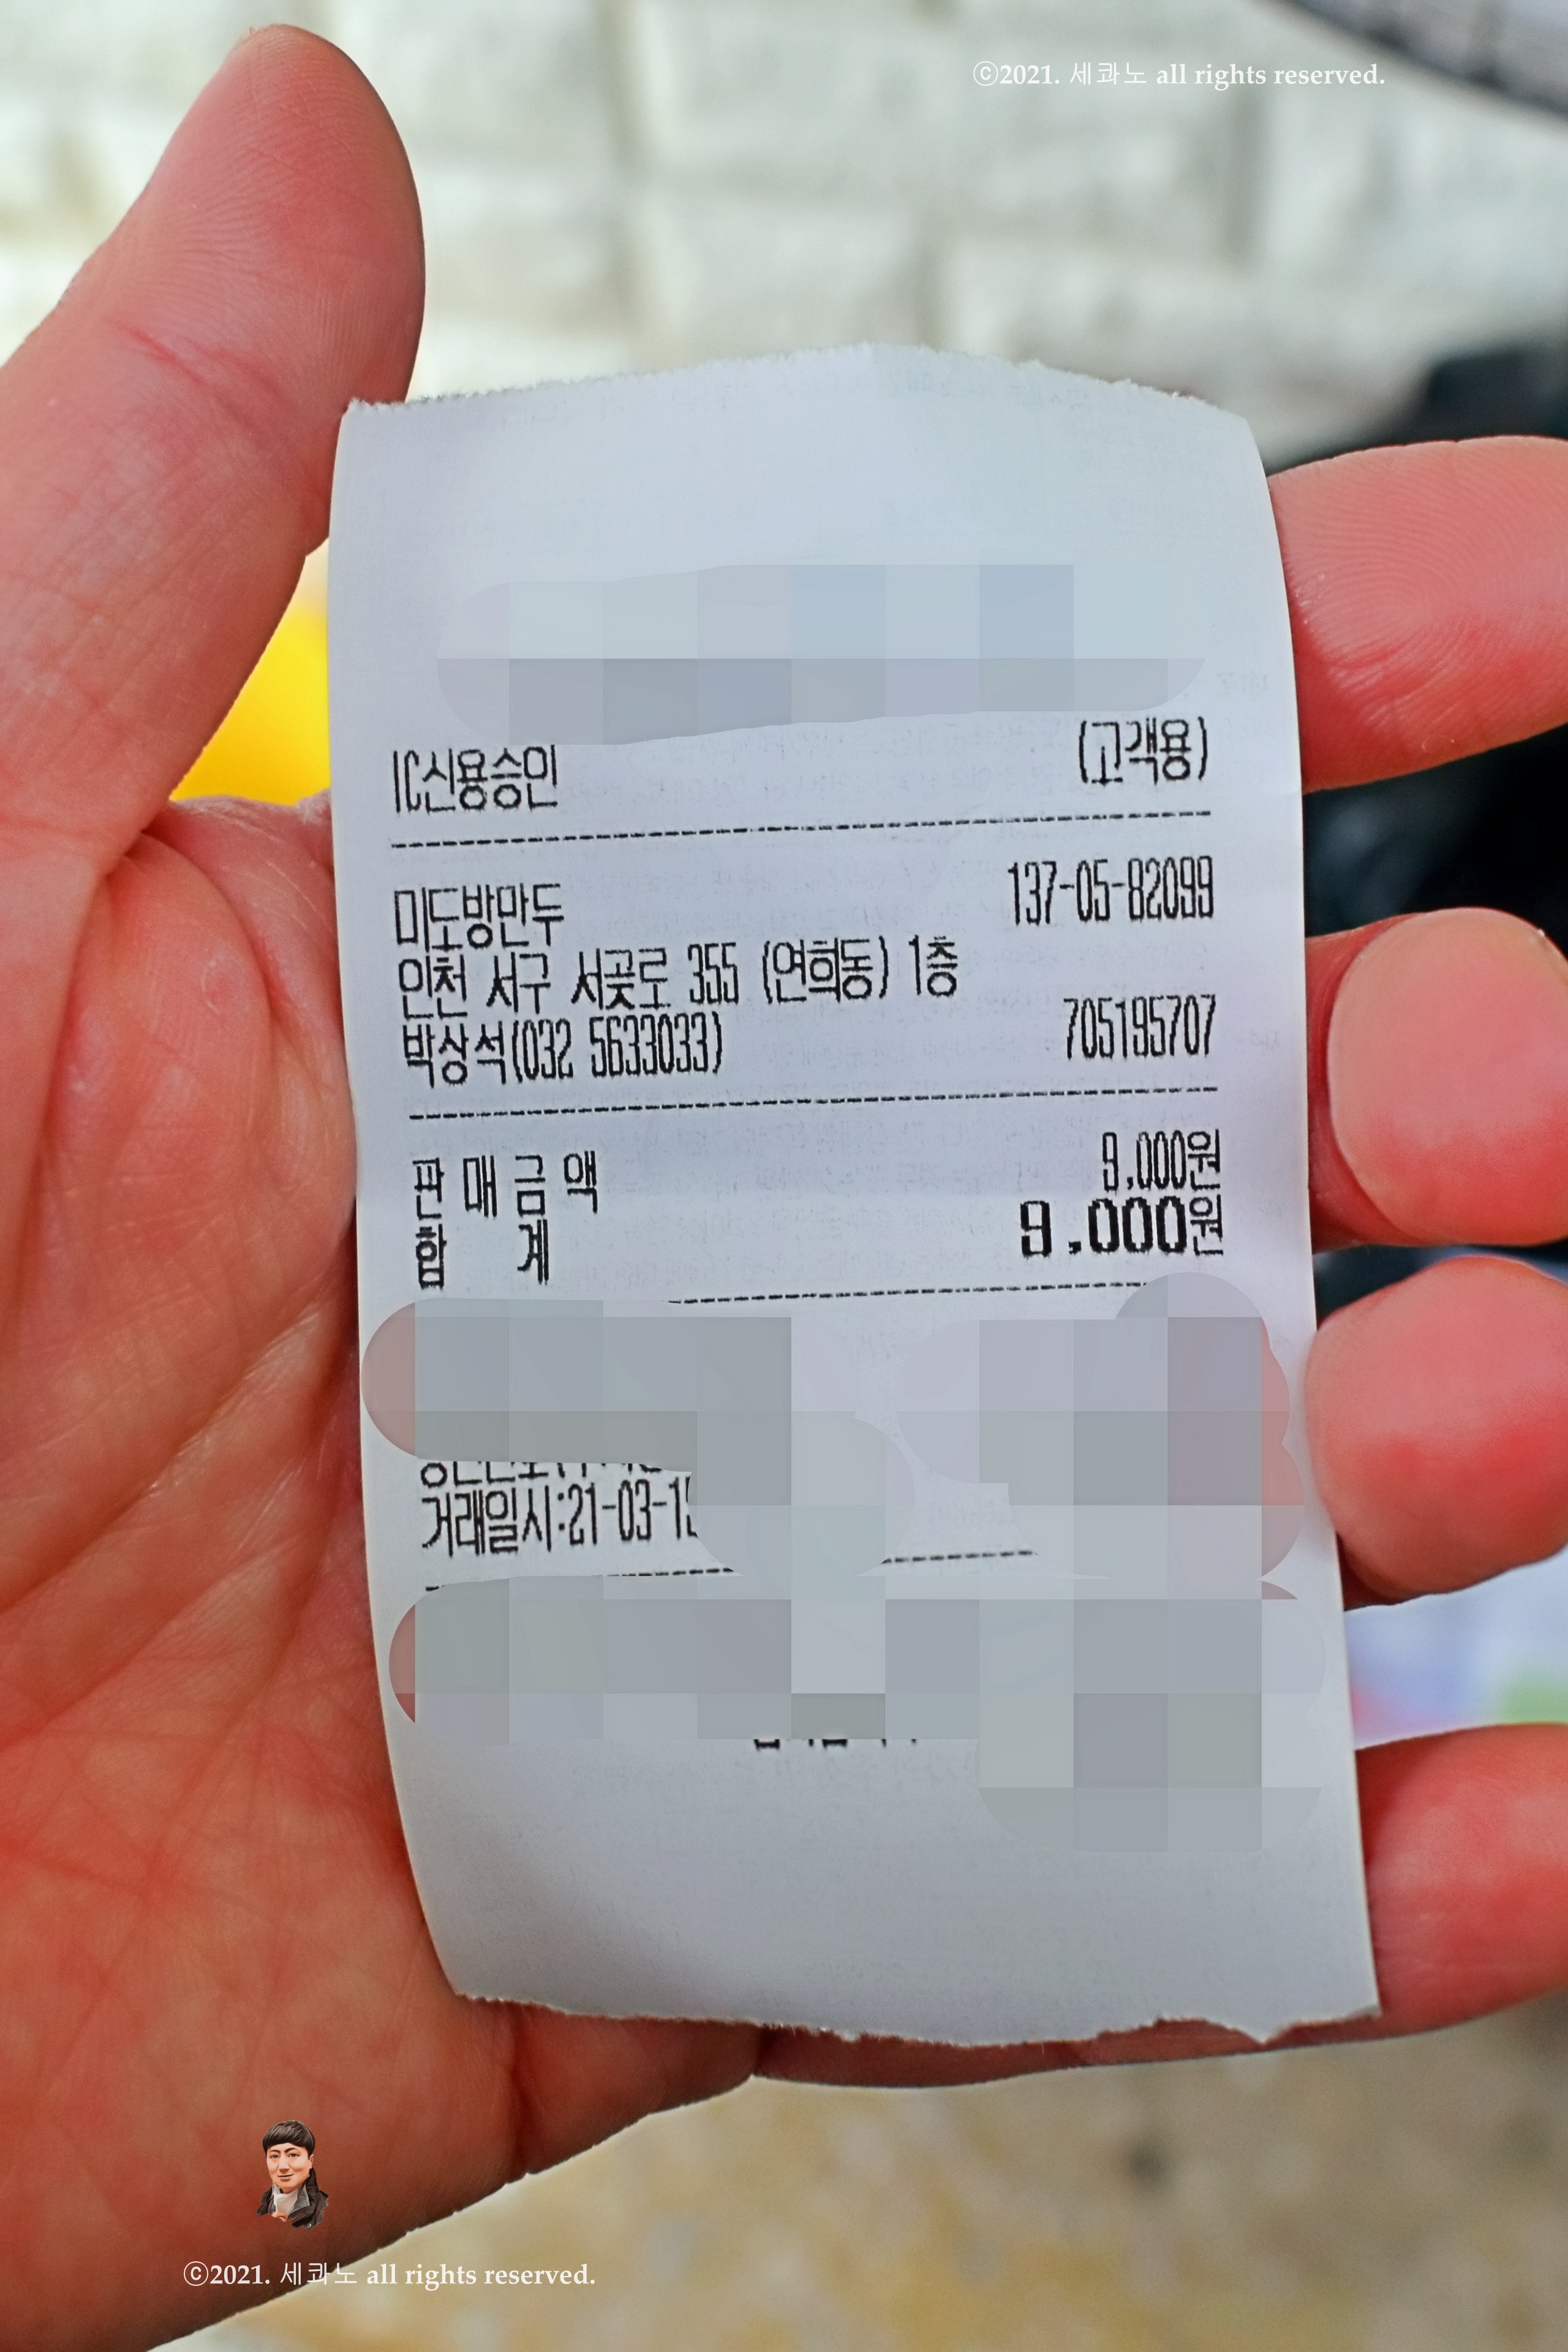 ⓒ2021. 세콰노 all rights reserved.
IC신용승인 (고객용)
미도방만두 137-05-82099
인천 서구 서곶로 355 (연희동) 1층
박상석(032 5633033) 705195707
판 매 금 액 9,000원
합 계 9,000원
거래일시:21-03-1
ⓒ2021. 세콰노 all rights reserved.